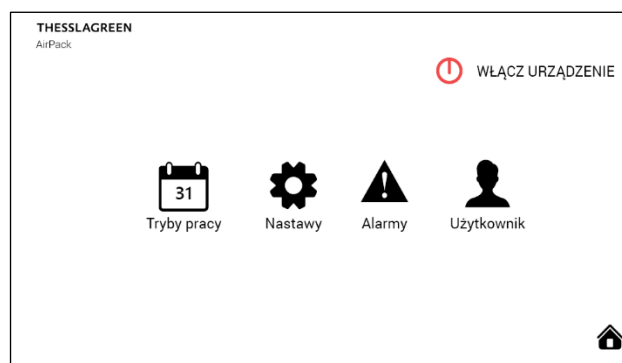 THESSLAGREEN
AirPack
WŁĄCZ URZĄDZENIE
31
Tryby pracy
Nastawy
Alarmy
Użytkownik